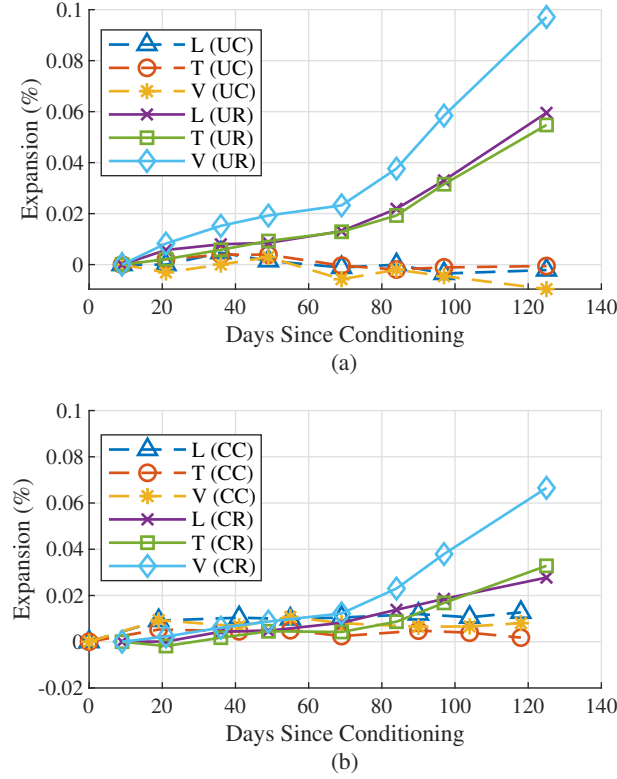 0.1
0.08
0.06
0.04
0.02
0
Expansion (%)
L (UC)
T (UC)
V (UC)
L (UR)
T (UR)
V (UR)
0 20 40 60 80 100 120 140
Days Since Conditioning
(a)
0.1
0.08
0.06
0.04
0.02
0
-0.02
Expansion (%)
L (CC)
T (CC)
V (CC)
L (CR)
T (CR)
V (CR)
0 20 40 60 80 100 120 140
Days Since Conditioning
(b)